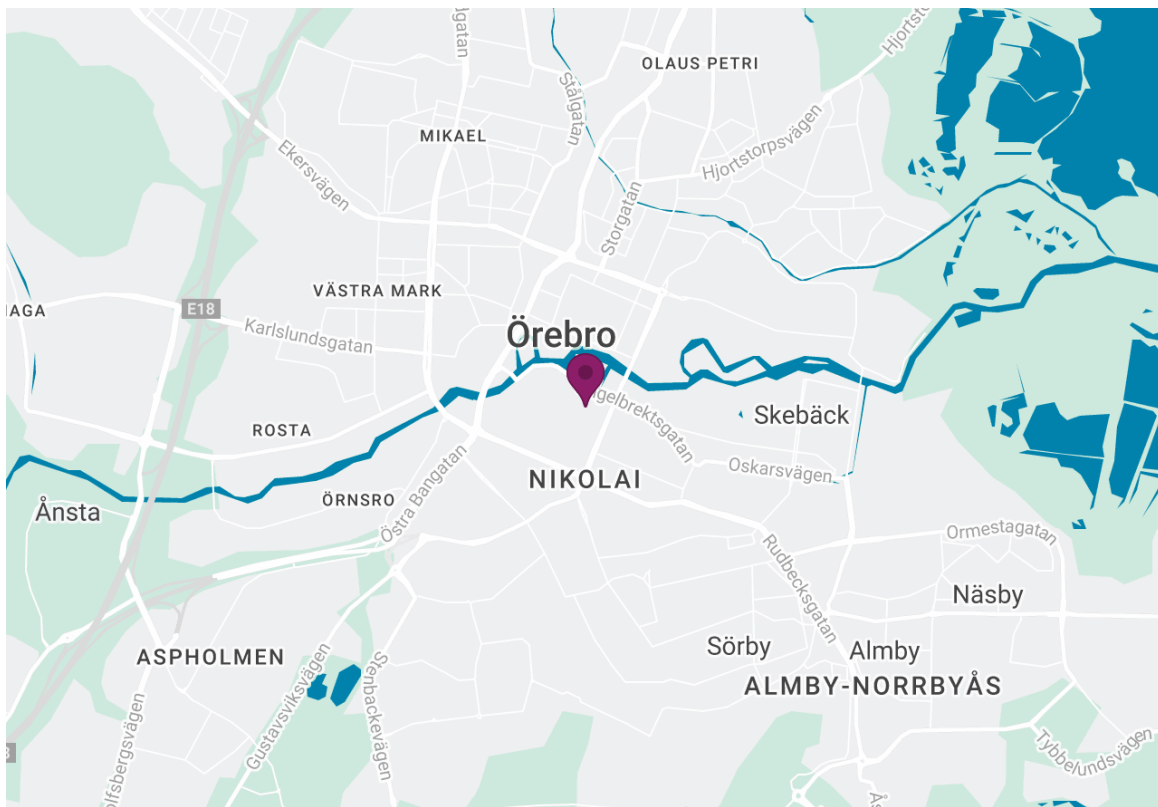 OLAUS PETRI
Hjortstorpsvägen
Stålgatan
MIKAEL
Ekersvägen
Storgatan
VÄSTRA MARK
E18
Karlslundsgatan
Örebro
Skebäck
ROSTA
NIKOLAI
Oskarsvägen
Östra Bangatan
ÖRNSRO
Ånsta
Ormestagatan
Rudbecksgatan
Näsby
Sörby
Almby
ASPHOLMEN
ALMBY-NORRBYÅS
Gustavsviksvägen
Stenbackevägen
Tybbelundsvägen